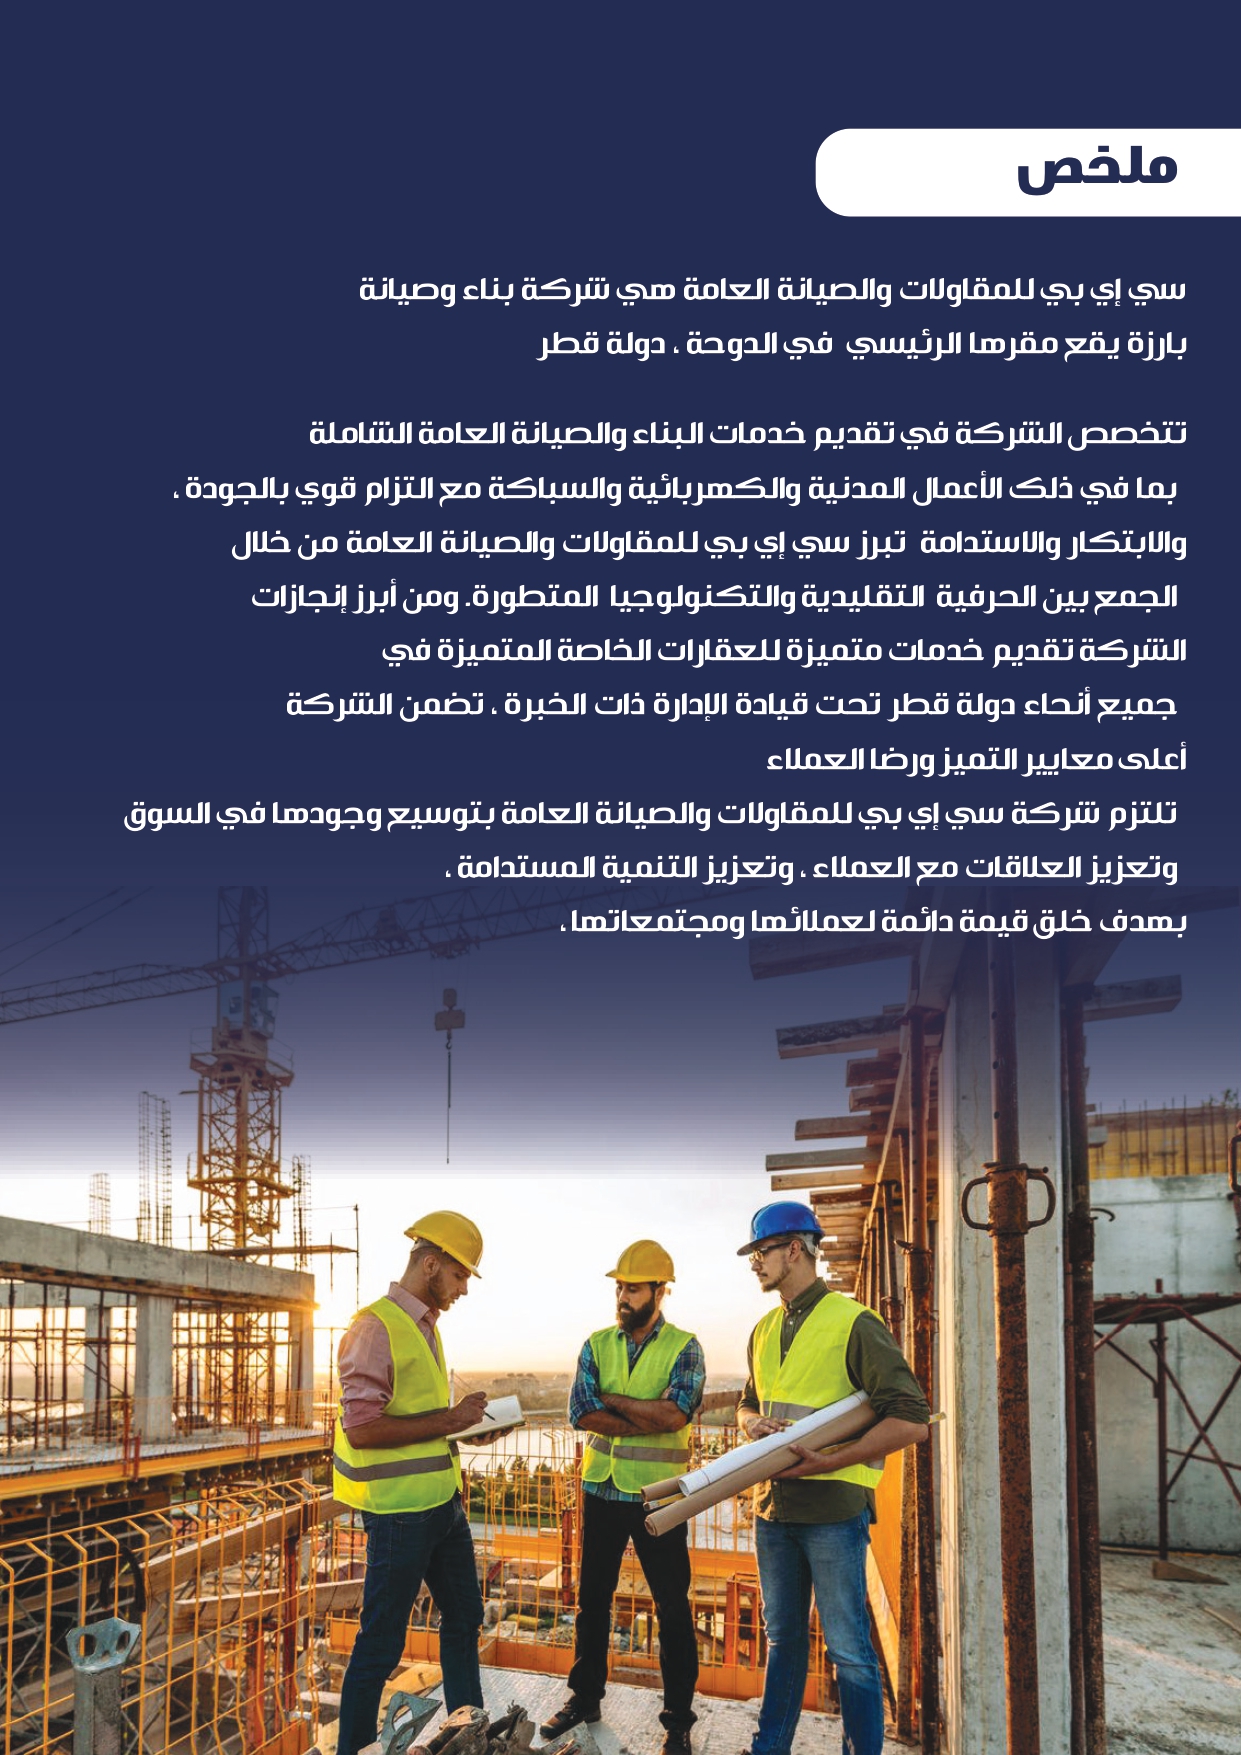 ملخص
سي إي بي للمقاولات والصيانة العامة هي شركة بناء وصيانة
بارزة يقع مقرها الرئيسي في الدوحة ، دولة قطر
تتخصص الشركة في تقديم خدمات البناء والصيانة العامة الشاملة
بما في ذلك الأعمال المدنية والكهربائية والسباكة مع التزام قوي بالجودة ،
والابتكار والاستدامة تبرز سي إي بي للمقاولات والصيانة العامة من خلال
الجمع بين الحرفية التقليدية والتكنولوجيا المتطورة. ومن أبرز إنجازات
الشركة تقديم خدمات متميزة للعقارات الخاصة المتميزة في
جميع أنحاء دولة قطر تحت قيادة الإدارة ذات الخبرة ، تضمن الشركة
أعلى معايير التميز ورضا العملاء
تلتزم شركة سي إي بي للمقاولات والصيانة العامة بتوسيع وجودها في السوق
وتعزيز العلاقات مع العملاء ، وتعزيز التنمية المستدامة ،
بهدف خلق قيمة دائمة لعملائها ومجتمعاتها ،